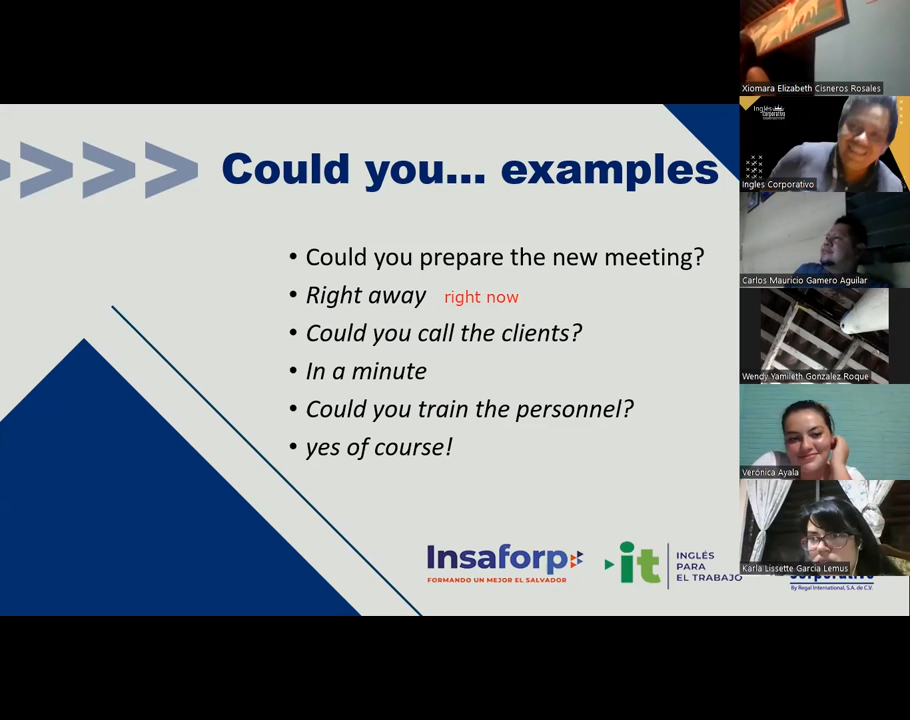 Xiomara Elizabeth Cisneros Rosales
Could you... examples
Inglés
Corporativo
Ingles Corporativo
• Could you prepare the new meeting?
• Right away right now
• Could you call the clients?
• In a minute
• Could you train the personnel?
• yes of course!
Carlos Mauricio Gamero Aguilar
Wendy Yamileth Gonzalez Roque
Verónica Ayala
Karla Lissette Garcia Lemus
Insaforp
FORMANDO UN MEJOR EL SALVADOR
it
INGLÉS
PARA
EL TRABAJO
By Regal International, S.A. de C.V.